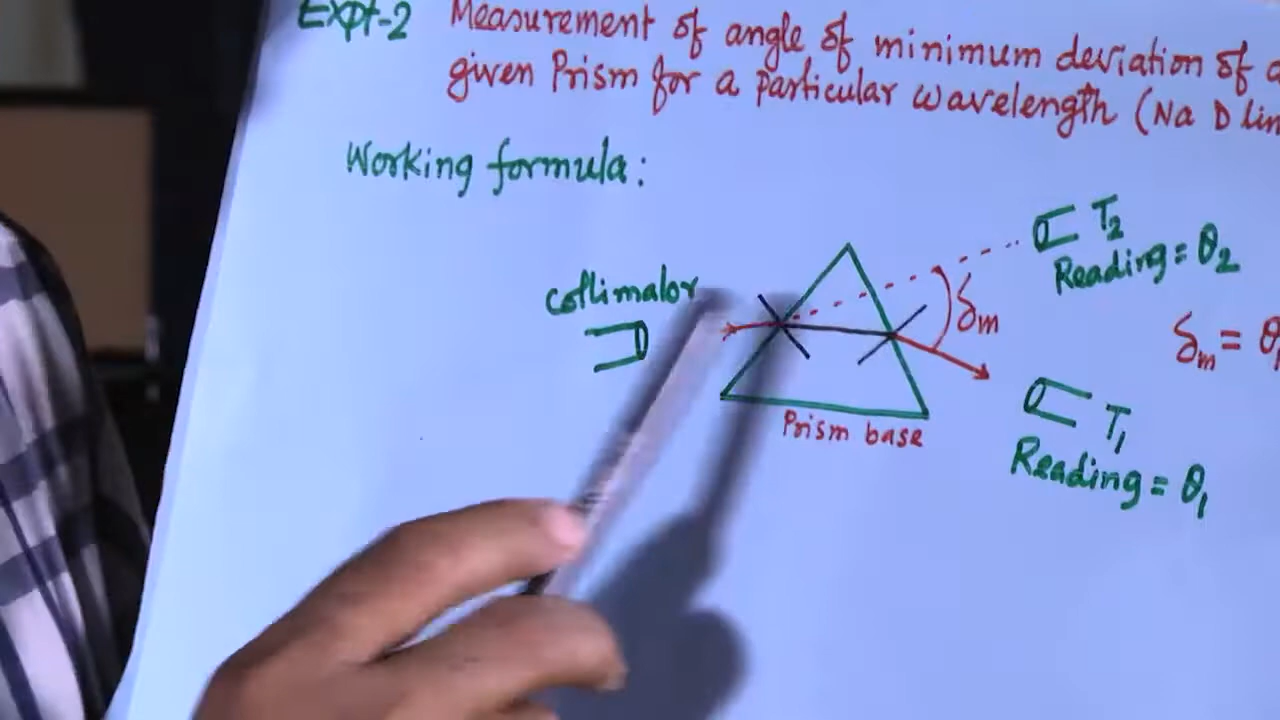 Expt-2 Measurement of angle of minimum deviation of
given Prism for a particular wavelength (Na D
Working formula:
T2
Reading = θ2
collimator
δm
δm =
T1
Reading = θ1
Prism base